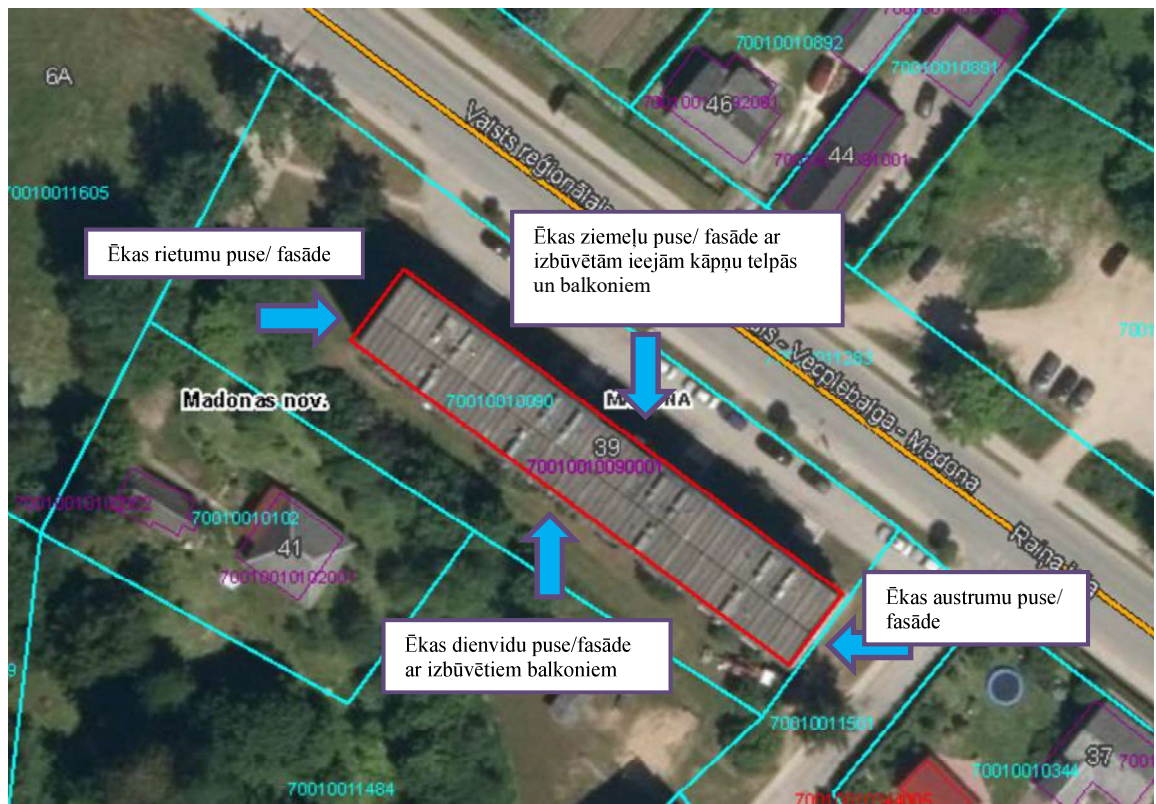 70010010892
6A
70010010891
46
Valsts reģionālais
44
70010011605
Ēkas rietumu puse/ fasāde
Ēkas ziemeļu puse/ fasāde ar
izbūvētām ieejām kāpņu telpās
un balkoniem
- Vecpiebalga - Madona
Madonas nov.
70010010090
39
70010010090001
70010010102
41
70010010102001
Raiņa iela
Ēkas austrumu puse/
fasāde
Ēkas dienvidu puse/fasāde
ar izbūvētiem balkoniem
70010011501
37
70010010344
70010011484